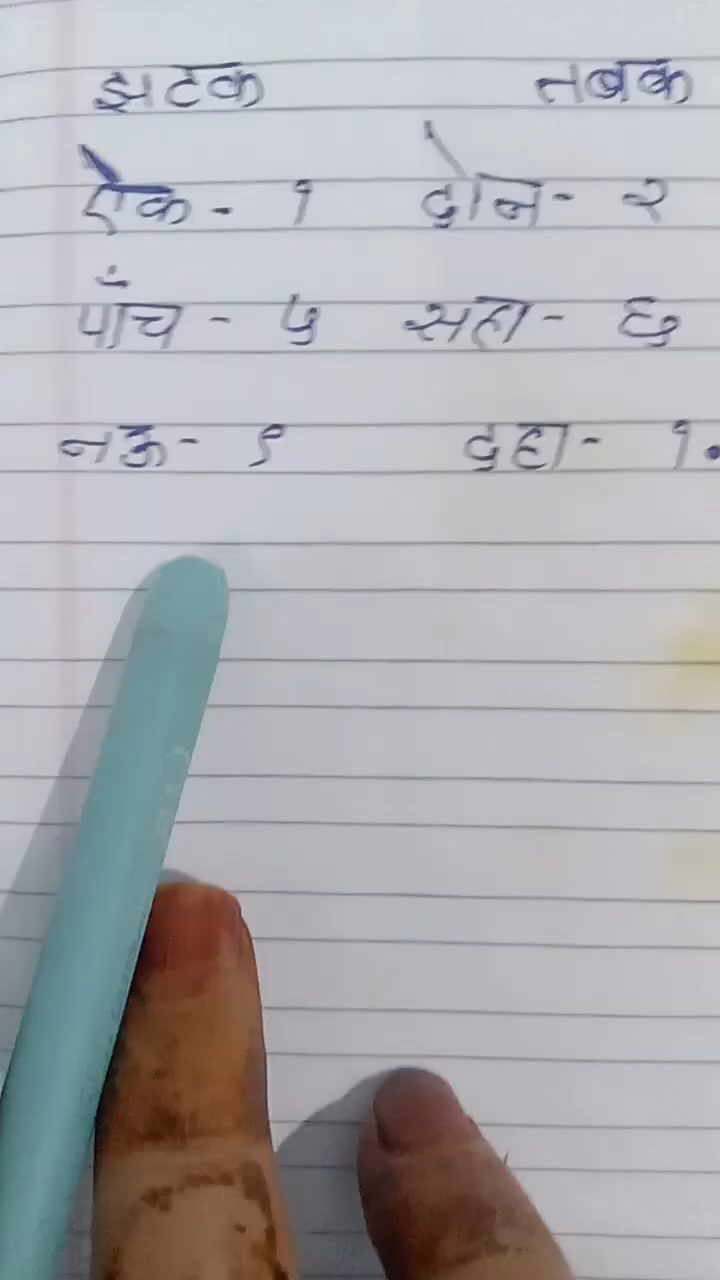 झटक तबक
ऐक - १ दोन - २
पाँच - ५ सहा - ६
नऊ - ९ दहा - १०